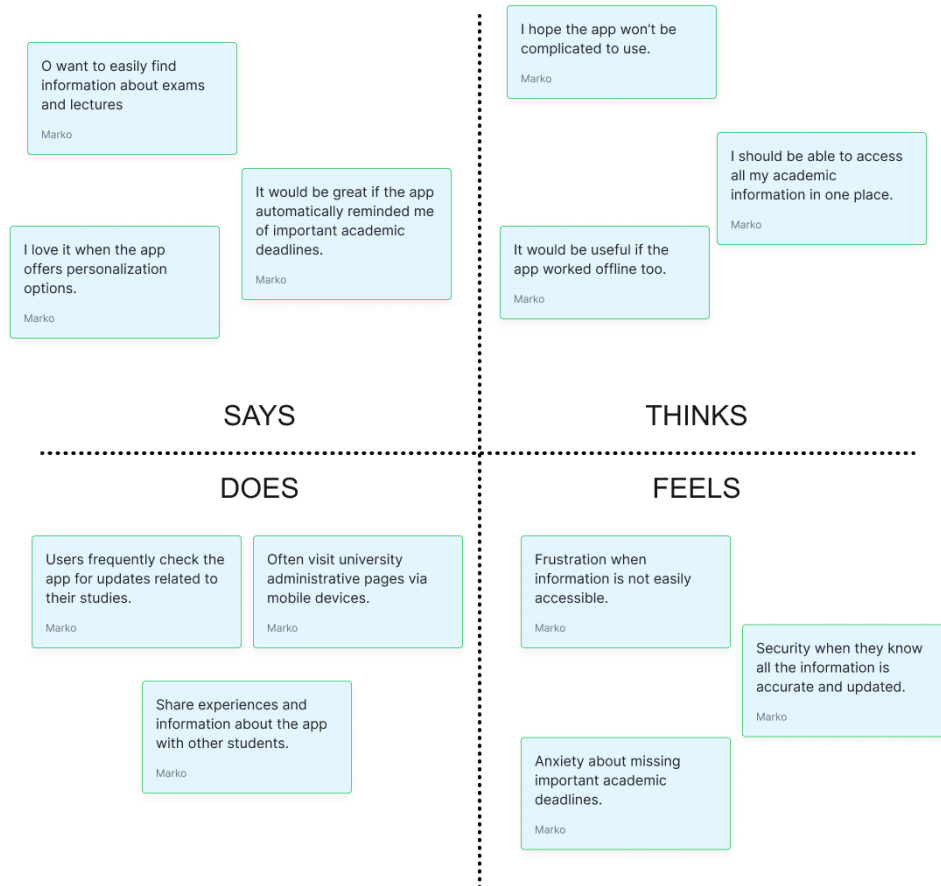 O want to easily find
information about exams
and lectures
Marko
It would be great if the app
automatically reminded me
of important academic
deadlines.
Marko
I love it when the app
offers personalization
options.
Marko
SAYS
I hope the app won’t be
complicated to use.
Marko
I should be able to access
all my academic
information in one place.
Marko
It would be useful if the
app worked offline too.
Marko
THINKS
DOES
Users frequently check the
app for updates related to
their studies.
Marko
Often visit university
administrative pages via
mobile devices.
Marko
Share experiences and
information about the app
with other students.
Marko
FEELS
Frustration when
information is not easily
accessible.
Marko
Security when they know
all the information is
accurate and updated.
Marko
Anxiety about missing
important academic
deadlines.
Marko